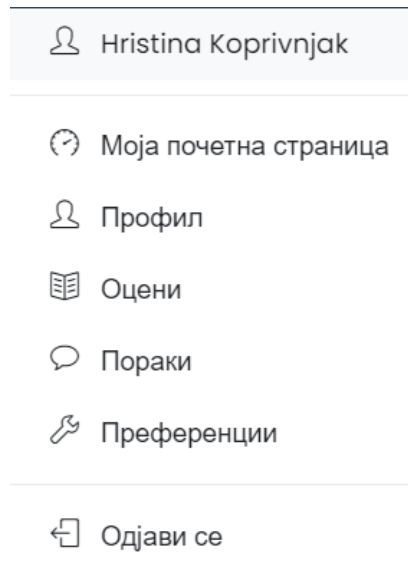 Hristina Koprivnjak
Моја почетна страница
Профил
Оцени
Пораки
Преференции
Одјави се